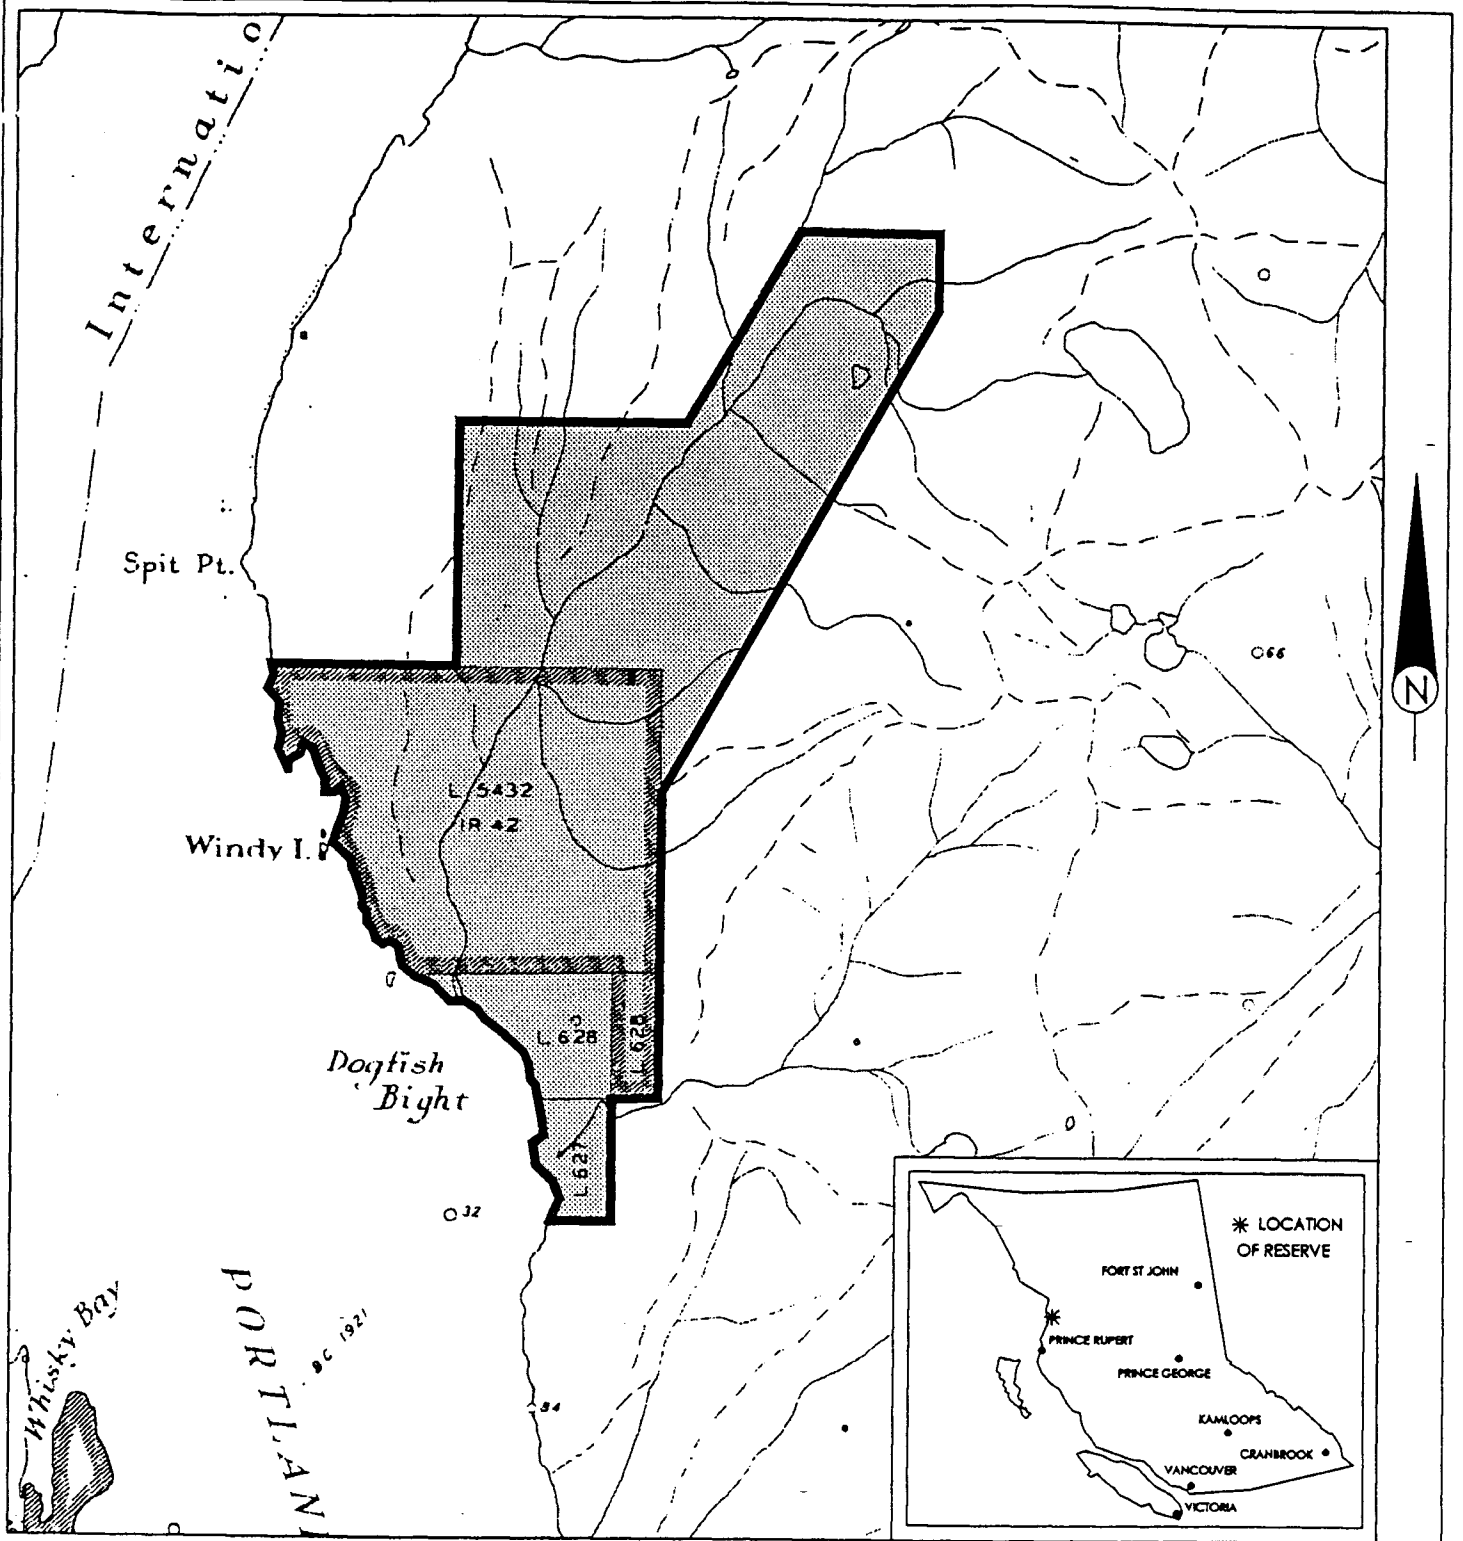 Internatio
Spit Pt.
66
N
L. 5432
IR 42
Windy I.
L 628
L 628
Dogfish
Bight
L 627
32
Whisky Bay
PORTLAN
BC 1921
84
LOCATION
OF RESERVE
FORT ST JOHN
PRINCE RUPERT
PRINCE GEORGE
KAMLOOPS
CRANBROOK
VANCOUVER
VICTORIA